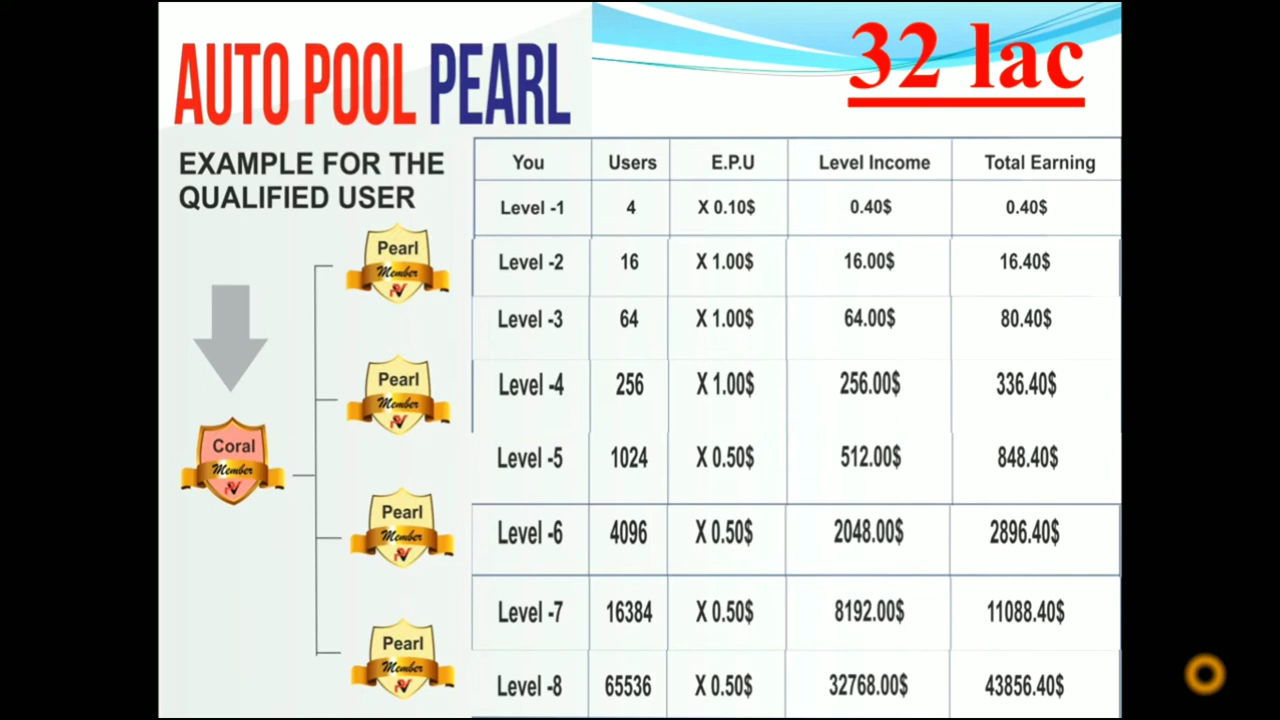 AUTO POOL PEARL
32 lac
EXAMPLE FOR THE
QUALIFIED USER
Pearl
Member
Pearl
Member
Coral
Member
Pearl
Member
Pearl
Member
You Users E.P.U Level Income Total Earning
Level -1 4 X 0.10$ 0.40$ 0.40$
Level -2 16 X 1.00$ 16.00$ 16.40$
Level -3 64 X 1.00$ 64.00$ 80.40$
Level -4 256 X 1.00$ 256.00$ 336.40$
Level -5 1024 X 0.50$ 512.00$ 848.40$
Level -6 4096 X 0.50$ 2048.00$ 2896.40$
Level -7 16384 X 0.50$ 8192.00$ 11088.40$
Level -8 65536 X 0.50$ 32768.00$ 43856.40$